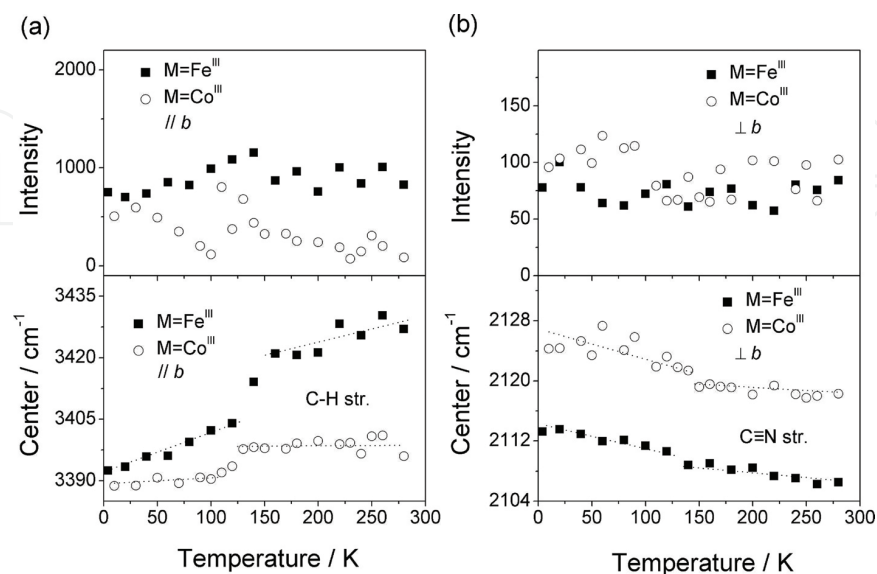 (a)
2000
1000
0
Intensity
M=Fe^III
M=Co^III
// b
3435
3420
3405
3390
Center / cm^-1
M=Fe^III
M=Co^III
// b
C-H str.
0 50 100 150 200 250 300
Temperature / K
(b)
150
100
50
0
Intensity
M=Fe^III
M=Co^III
⊥ b
2128
2120
2112
2104
Center / cm^-1
M=Fe^III
M=Co^III
⊥ b
C≡N str.
0 50 100 150 200 250 300
Temperature / K